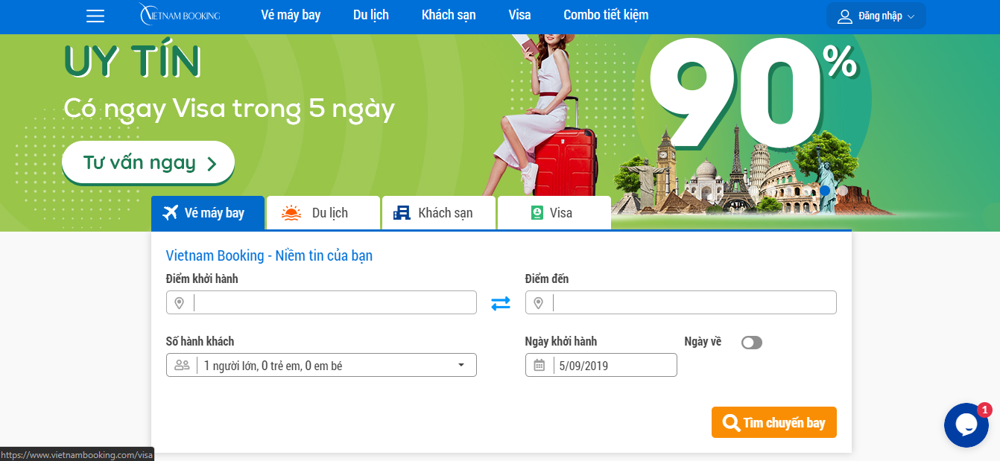 VIETNAM BOOKING
Vé máy bay
Du lịch
Khách sạn
Visa
Combo tiết kiệm
Đăng nhập
UY TÍN
90%
Có ngay Visa trong 5 ngày
Tư vấn ngay
Vé máy bay
Du lịch
Khách sạn
Visa
Vietnam Booking - Niềm tin của bạn
Điểm khởi hành
Điểm đến
Số hành khách
Ngày khởi hành
Ngày về
1 người lớn, 0 trẻ em, 0 em bé
5/09/2019
Tìm chuyến bay
1
https://www.vietnambooking.com/visa